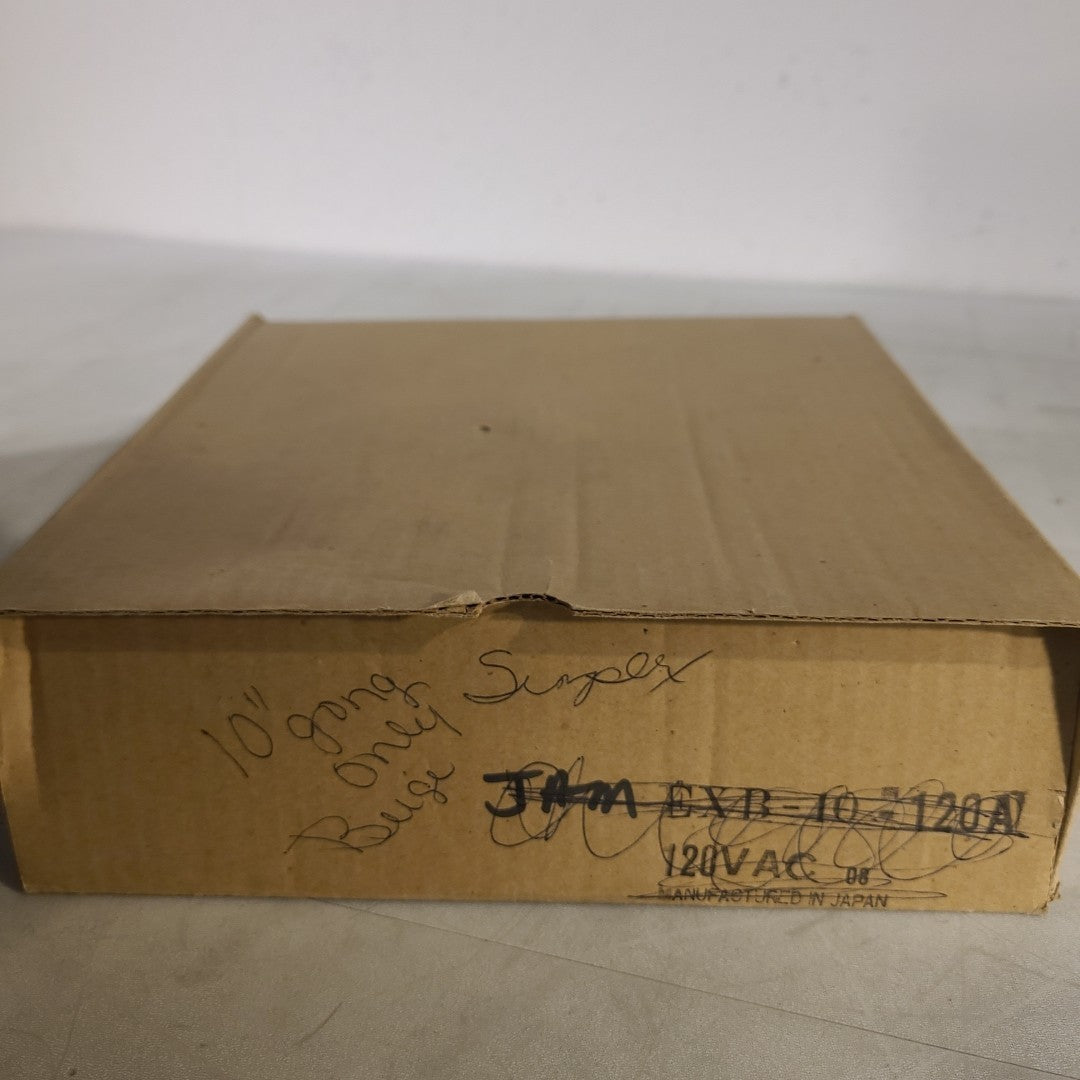 10" gong
only
Beige
Simplex
JAM EXB-10-120A
120VAC 08
MANUFACTURED IN JAPAN